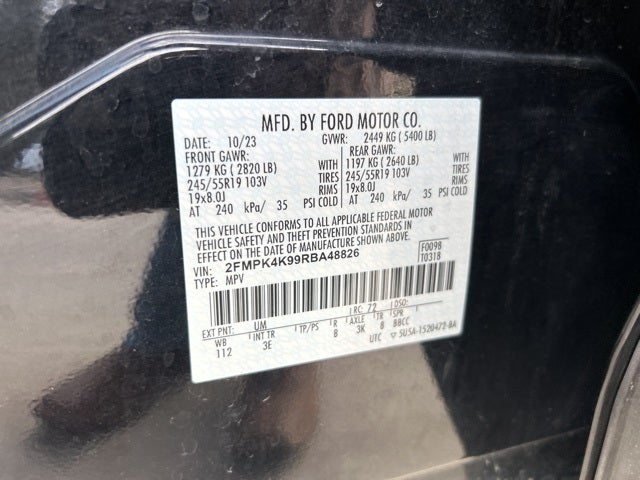 MFD. BY FORD MOTOR CO.
DATE: 10/23 GVWR: 2449 KG ( 5400 LB)
FRONT GAWR: REAR GAWR:
1279 KG ( 2820 LB) WITH 1197 KG ( 2640 LB) WITH
245/55R19 103V TIRES 245/55R19 103V TIRES
19x8.0J RIMS 19x8.0J RIMS
AT 240 kPa/ 35 PSI COLD AT 240 kPa/ 35 PSI COLD
THIS VEHICLE CONFORMS TO ALL APPLICABLE FEDERAL MOTOR
VEHICLE SAFETY AND THEFT PREVENTION STANDARDS IN
EFFECT ON THE DATE OF MANUFACTURE SHOWN ABOVE.
VIN: 2FMPK4K99RBA48826 F0098
TYPE: MPV T0318
EXT PNT: UM RC: 72 DSO:
WB INT TR TP/PS R AXLE TR SPR
112 3E 8 3K 8 BBCC
UTC 5U5A-1520472-BA